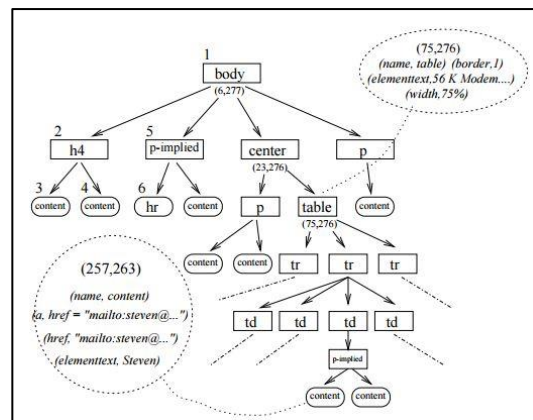 1
body
(6,277)
(75,276)
(name, table) (border,1)
(elementtext,56 K Modem....)
(width,75%)
2
h4
5
p-implied
center
(23,276)
p
3
content
4
content
6
hr
content
p
table
(75,276)
content
content
content
tr
tr
tr
(257,263)
(name, content)
(a, href = "mailto:steven@...")
(href, "mailto:steven@...")
(elementtext, Steven)
td
td
td
td
p-implied
content
content